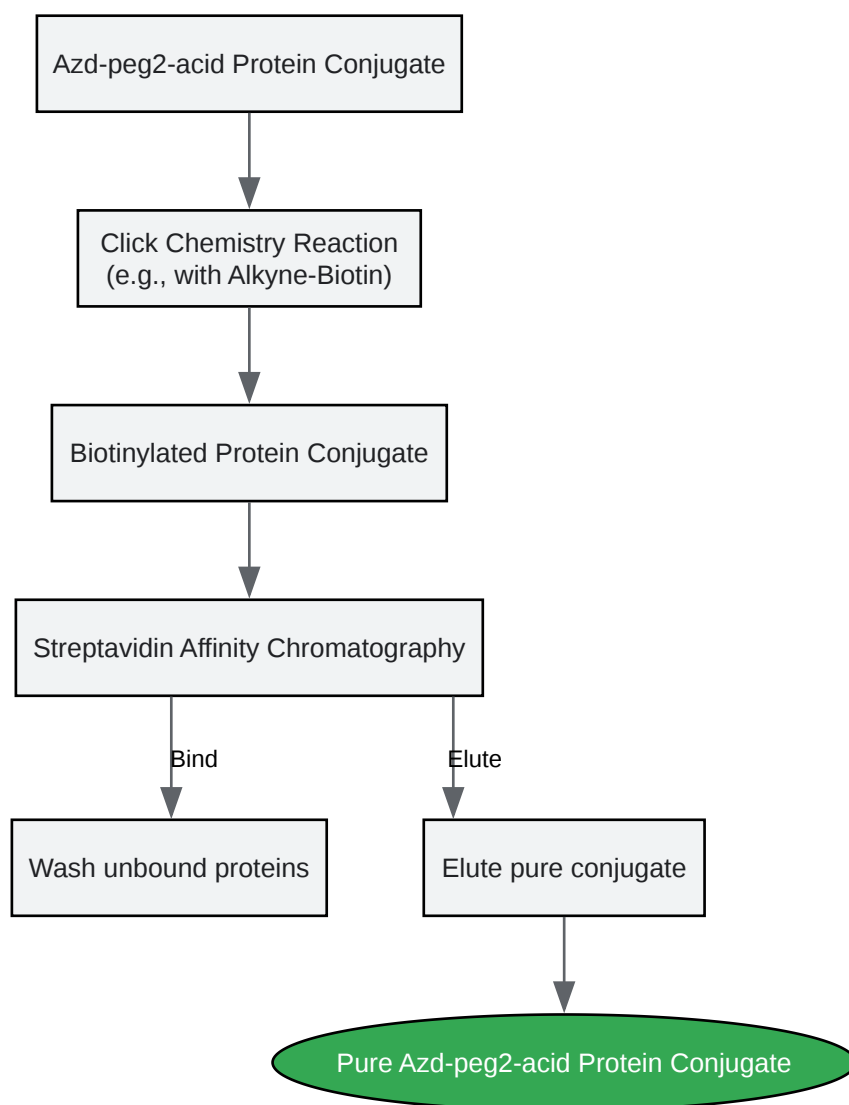 Azd-peg2-acid Protein Conjugate
Click Chemistry Reaction
(e.g., with Alkyne-Biotin)
Biotinylated Protein Conjugate
Streptavidin Affinity Chromatography
Bind
Elute
Wash unbound proteins
Elute pure conjugate
Pure Azd-peg2-acid Protein Conjugate